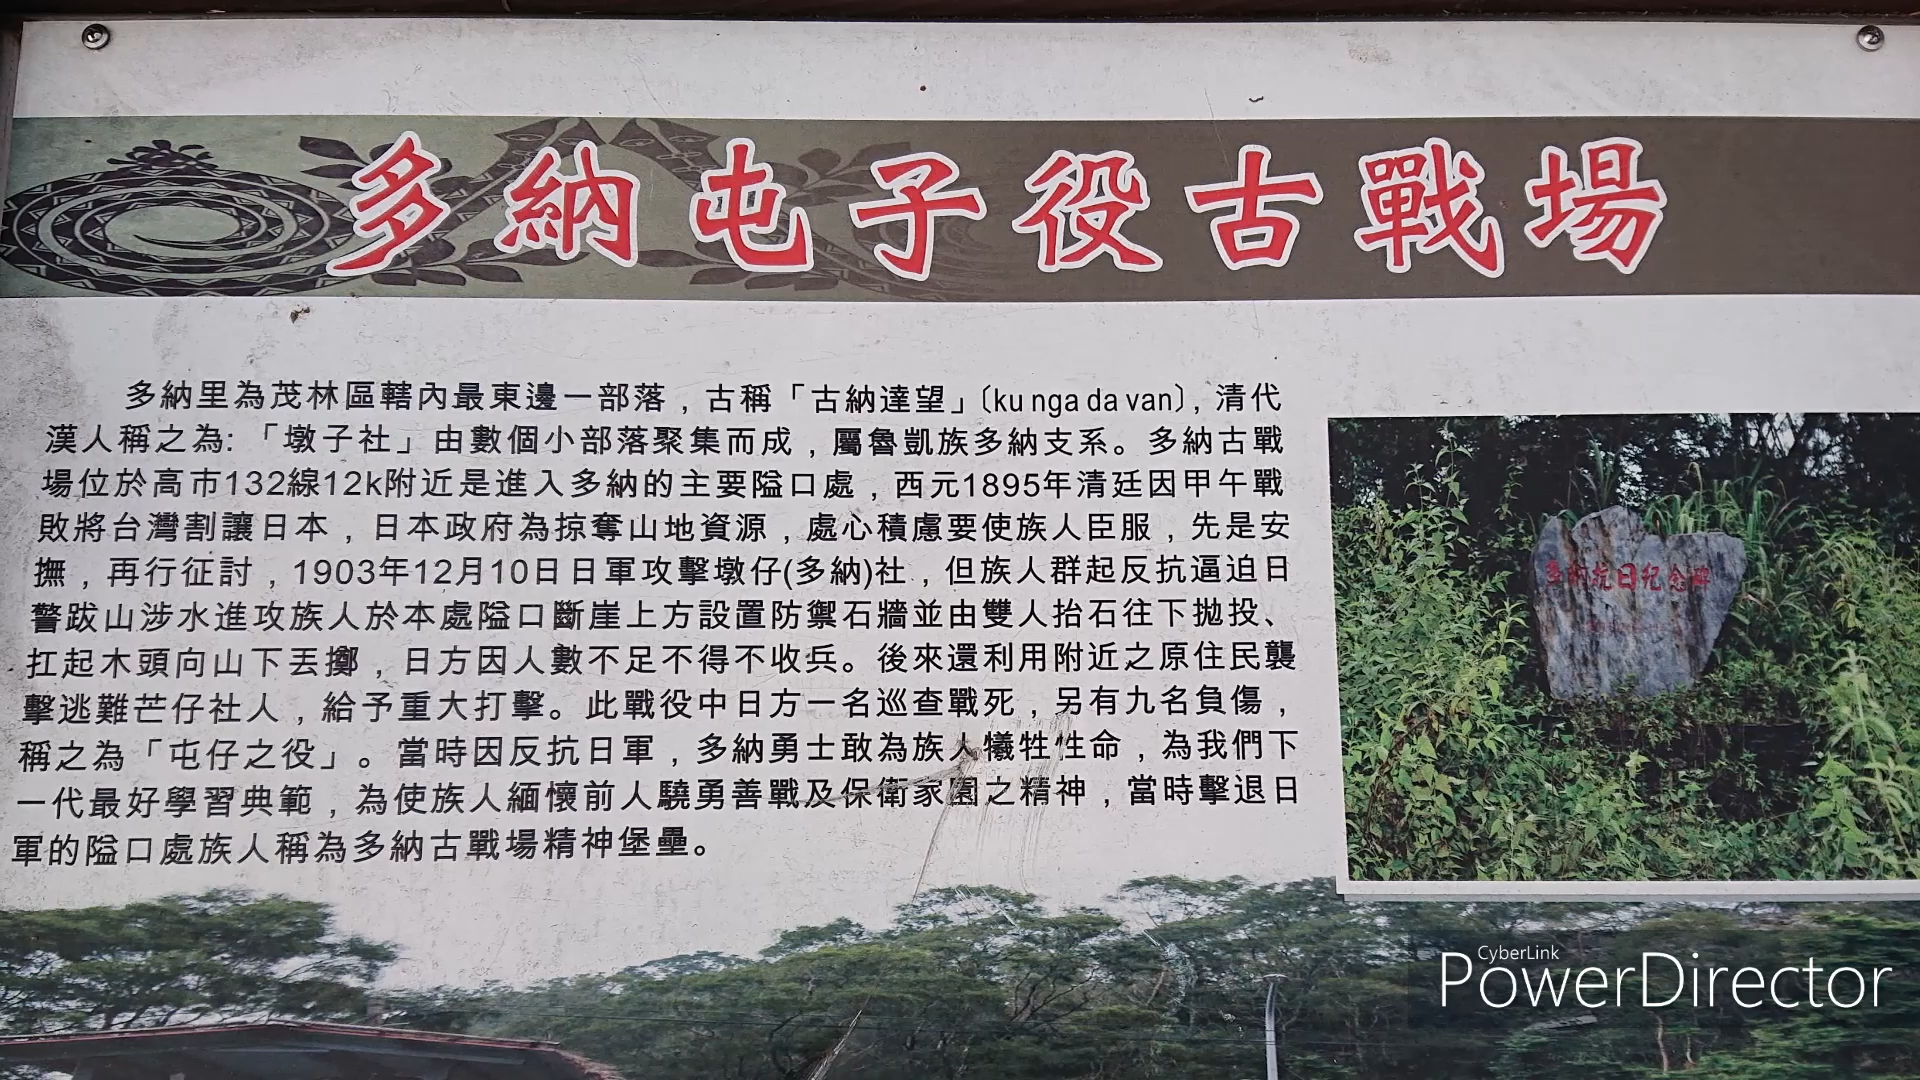 多納屯子役古戰場
多納里為茂林區轄內最東邊一部落，古稱「古納達望」〔ku nga da van〕，清代
漢人稱之為:「墩子社」由數個小部落聚集而成，屬魯凱族多納支系。多納古戰
場位於高市132線12k附近是進入多納的主要隘口處，西元1895年清廷因甲午戰
敗將台灣割讓日本，日本政府為掠奪山地資源，處心積慮要使族人臣服，先是安
撫，再行征討，1903年12月10日日軍攻擊墩仔(多納)社，但族人群起反抗逼迫日
警跋山涉水進攻族人於本處隘口斷崖上方設置防禦石牆並由雙人抬石往下拋投、
扛起木頭向山下丟擲，日方因人數不足不得不收兵。後來還利用附近之原住民襲
擊逃難芒仔社人，給予重大打擊。此戰役中日方一名巡查戰死，另有九名負傷，
稱之為「屯仔之役」。當時因反抗日軍，多納勇士敢為族人犧牲性命，為我們下
一代最好學習典範，為使族人緬懷前人驍勇善戰及保衛家園之精神，當時擊退日
軍的隘口處族人稱為多納古戰場精神堡壘。
多納抗日紀念碑
CyberLink
PowerDirector